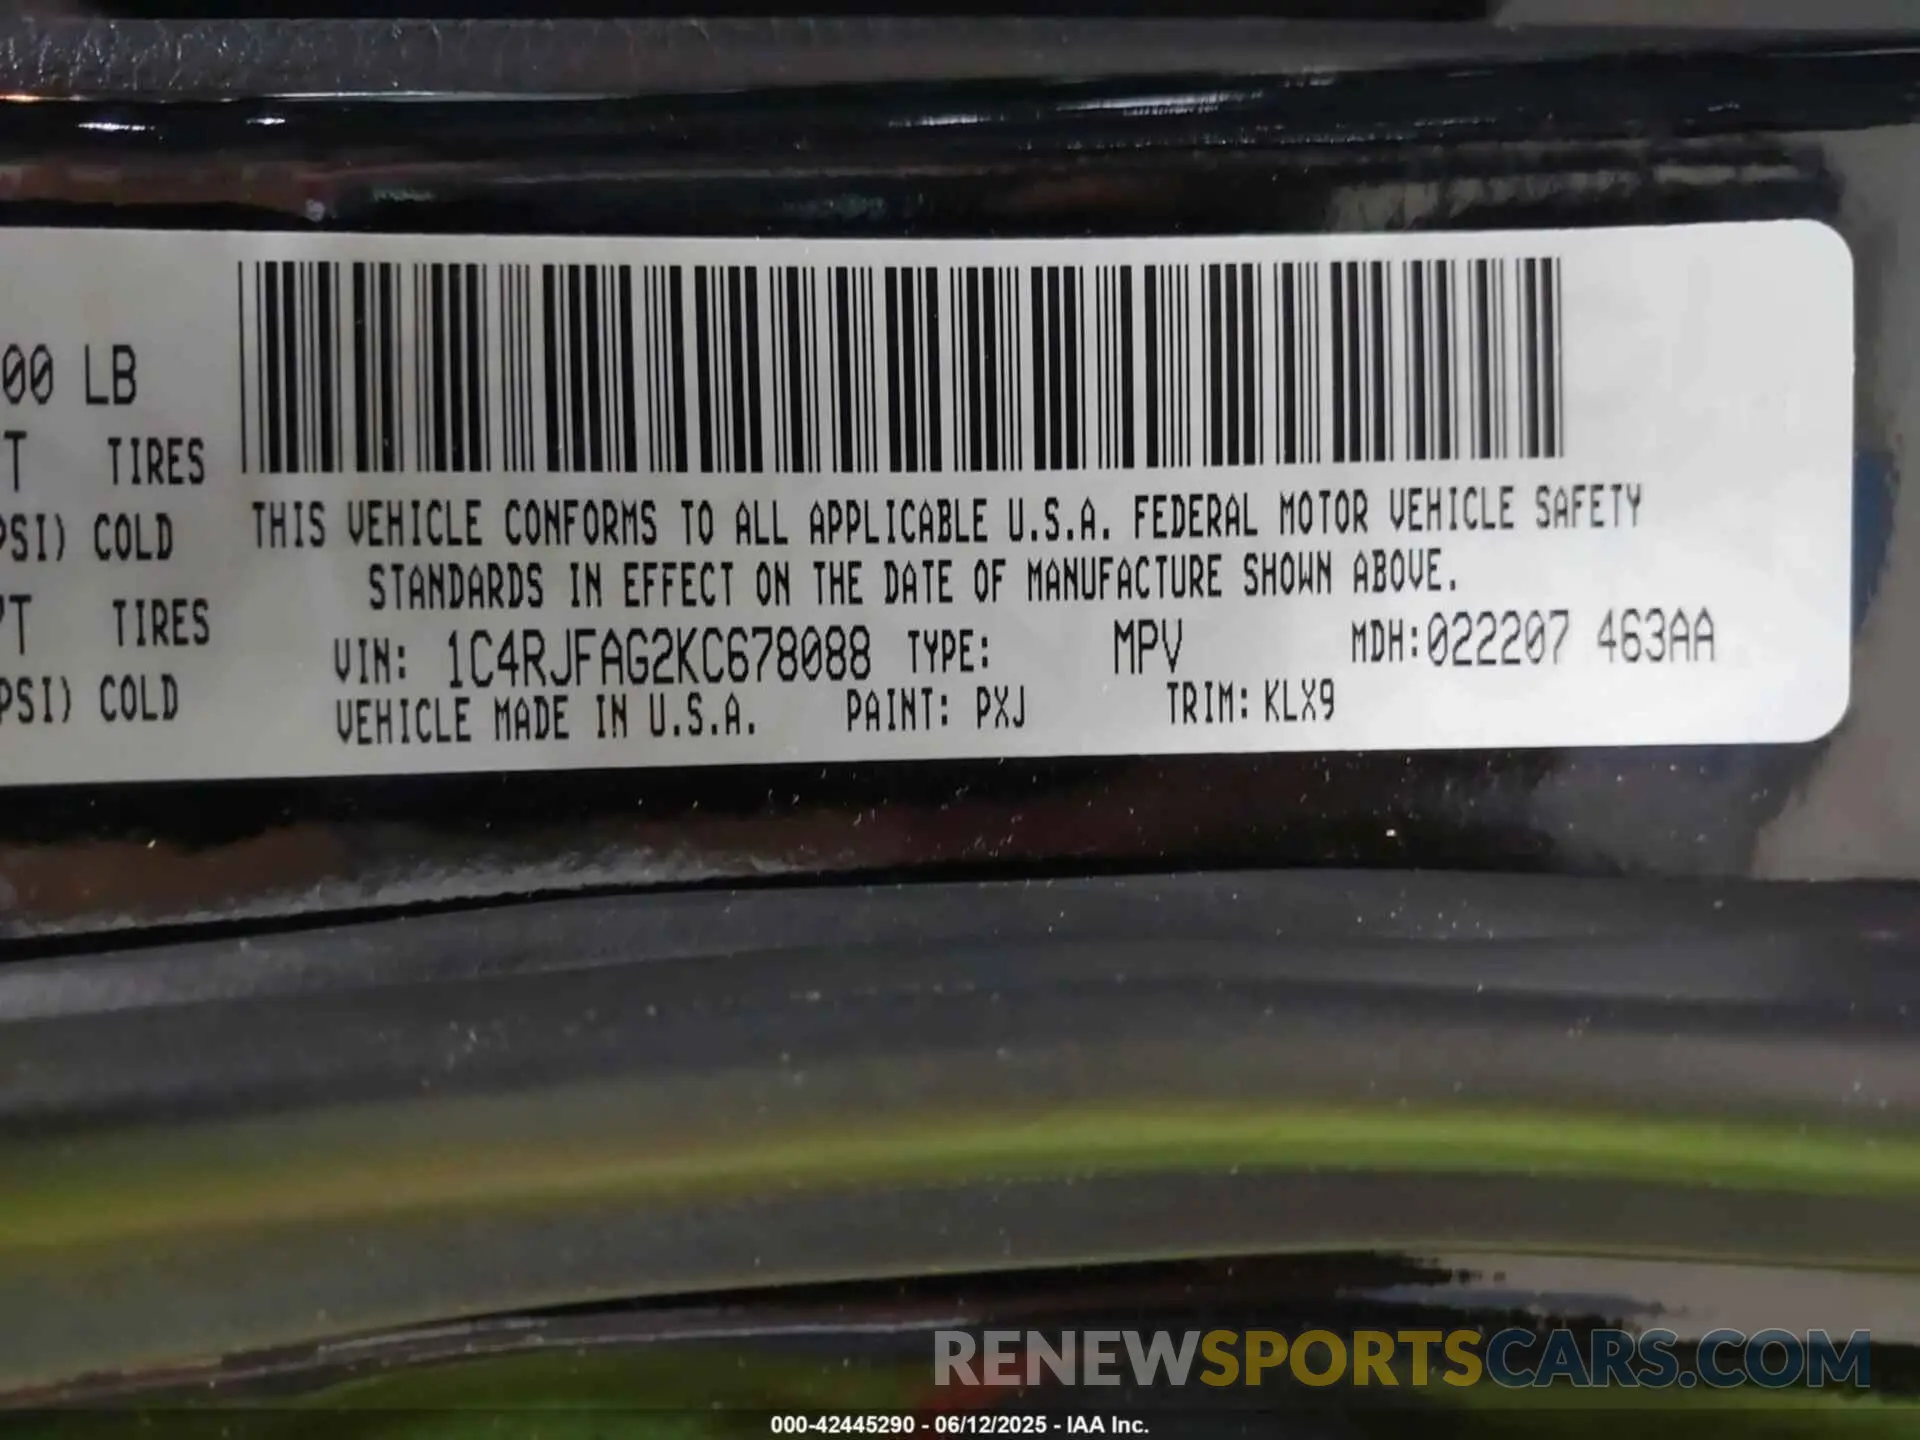 00 LB
T TIRES
PSI) COLD
T TIRES
PSI) COLD
THIS VEHICLE CONFORMS TO ALL APPLICABLE U.S.A. FEDERAL MOTOR VEHICLE SAFETY
STANDARDS IN EFFECT ON THE DATE OF MANUFACTURE SHOWN ABOVE.
VIN: 1C4RJFAG2KC678088 TYPE: MPV MDH:022207 463AA
VEHICLE MADE IN U.S.A. PAINT: PXJ TRIM: KLX9
RENEWSPORTSCARS.COM
000-42445290 - 06/12/2025 - IAA Inc.